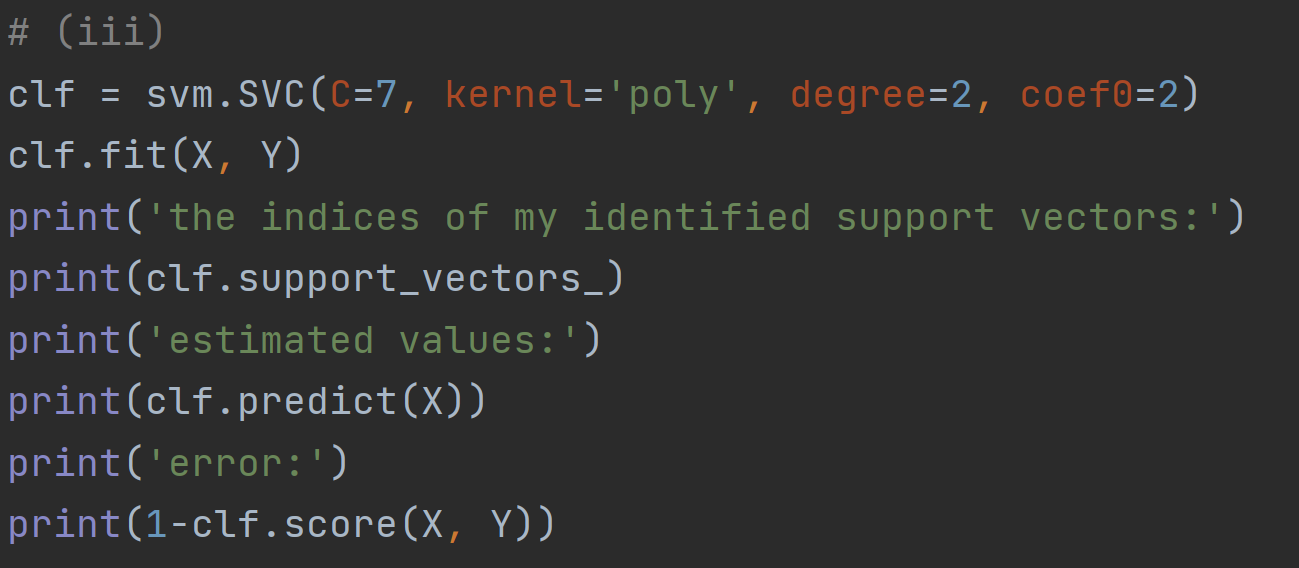 # (iii)
clf = svm.SVC(C=7, kernel='poly', degree=2, coef0=2)
clf.fit(X, Y)
print('the indices of my identified support vectors:')
print(clf.support_vectors_)
print('estimated values:')
print(clf.predict(X))
print('error:')
print(1-clf.score(X, Y))